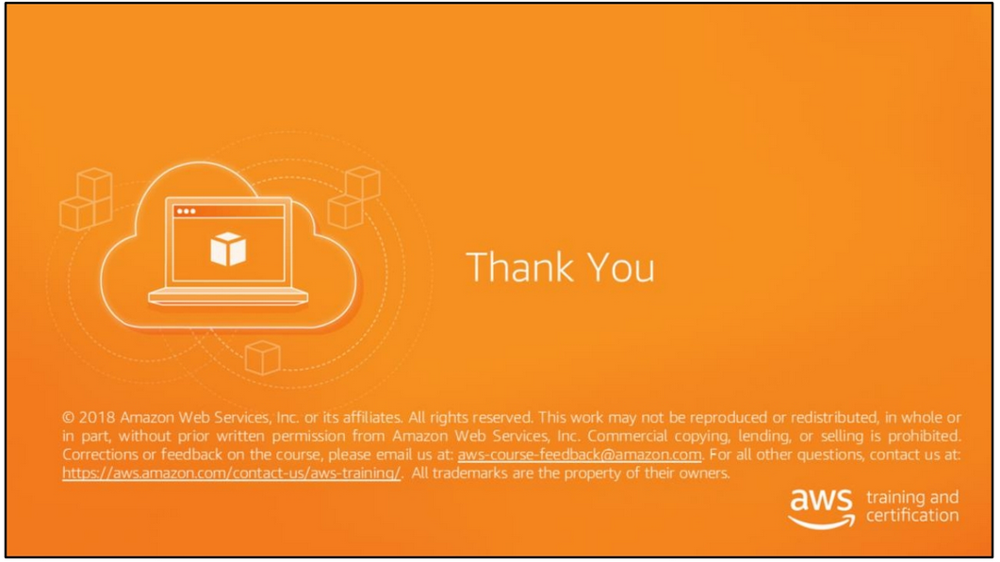 Thank You
© 2018 Amazon Web Services, Inc. or its affiliates. All rights reserved. This work may not be reproduced or redistributed, in whole or
in part, without prior written permission from Amazon Web Services, Inc. Commercial copying, lending, or selling is prohibited.
Corrections or feedback on the course, please email us at: aws-course-feedback@amazon.com. For all other questions, contact us at:
https://aws.amazon.com/contact-us/aws-training/. All trademarks are the property of their owners.
aws training and
certification